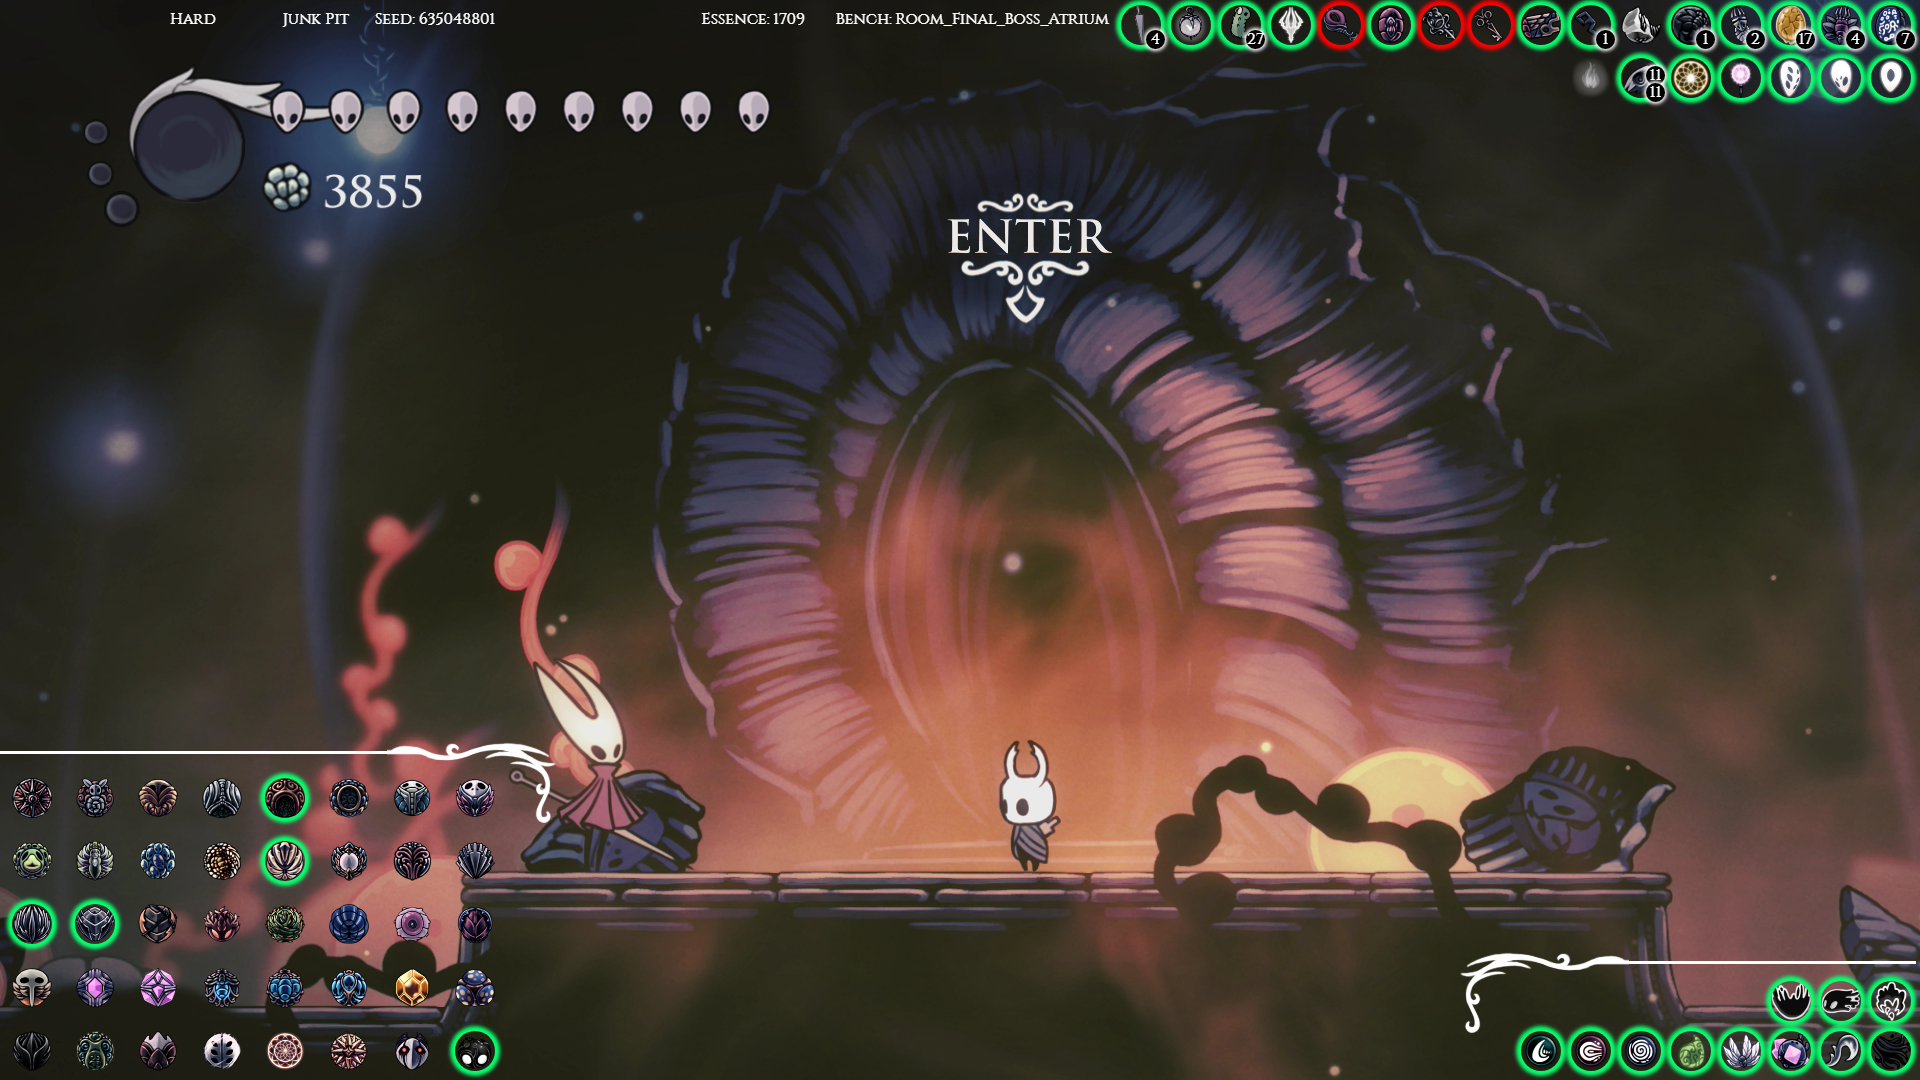 Hard Junk Pit Seed: 635048801 Essence: 1709 Bench: Room_Final_Boss_Atrium
4 27 1 1 2 17 4 7
11
11
3855
ENTER